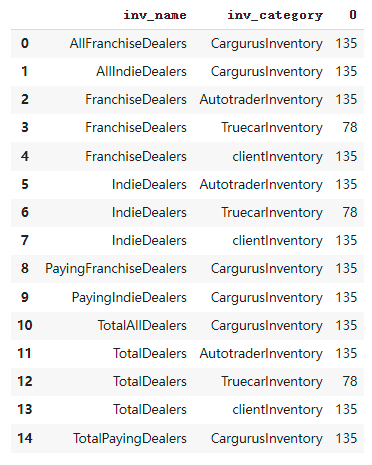 inv_name inv_category 0
0 AllFranchiseDealers CargurusInventory 135
1 AllIndieDealers CargurusInventory 135
2 FranchiseDealers AutotraderInventory 135
3 FranchiseDealers TruecarInventory 78
4 FranchiseDealers clientInventory 135
5 IndieDealers AutotraderInventory 135
6 IndieDealers TruecarInventory 78
7 IndieDealers clientInventory 135
8 PayingFranchiseDealers CargurusInventory 135
9 PayingIndieDealers CargurusInventory 135
10 TotalAllDealers CargurusInventory 135
11 TotalDealers AutotraderInventory 135
12 TotalDealers TruecarInventory 78
13 TotalDealers clientInventory 135
14 TotalPayingDealers CargurusInventory 135